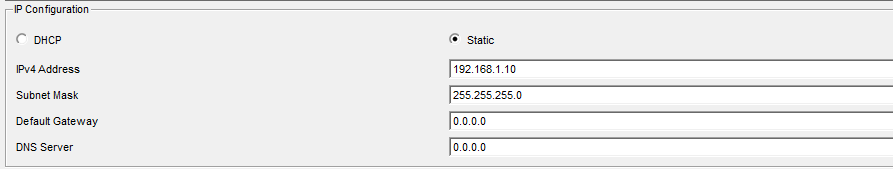 IP Configuration
DHCP Static
IPv4 Address 192.168.1.10
Subnet Mask 255.255.255.0
Default Gateway 0.0.0.0
DNS Server 0.0.0.0